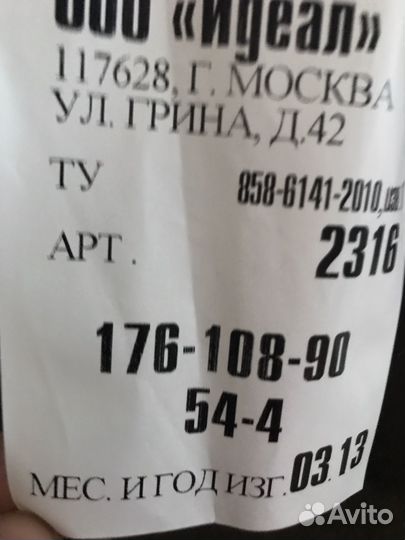 ООО «Идеал»
117628, Г. МОСКВА
УЛ. ГРИНА, Д.42
ТУ 858-6141-2010,
АРТ. 2316
176-108-90
54-4
МЕС. И ГОД ИЗГ. 03.13
Avito